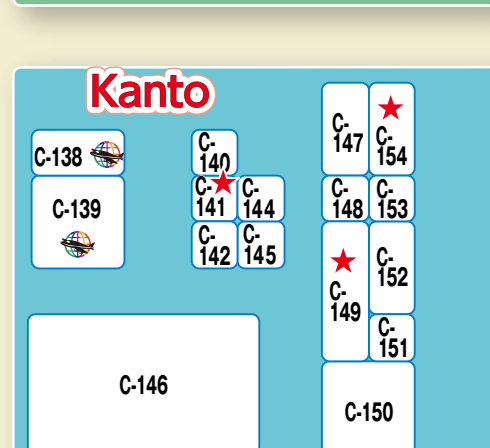 Kanto
C-138
C-139
C-
140
C-
141
C-
144
C-
142
C-
145
C-146
C-
147
C-
154
C-
148
C-
153
C-
149
C-
152
C-
151
C-150